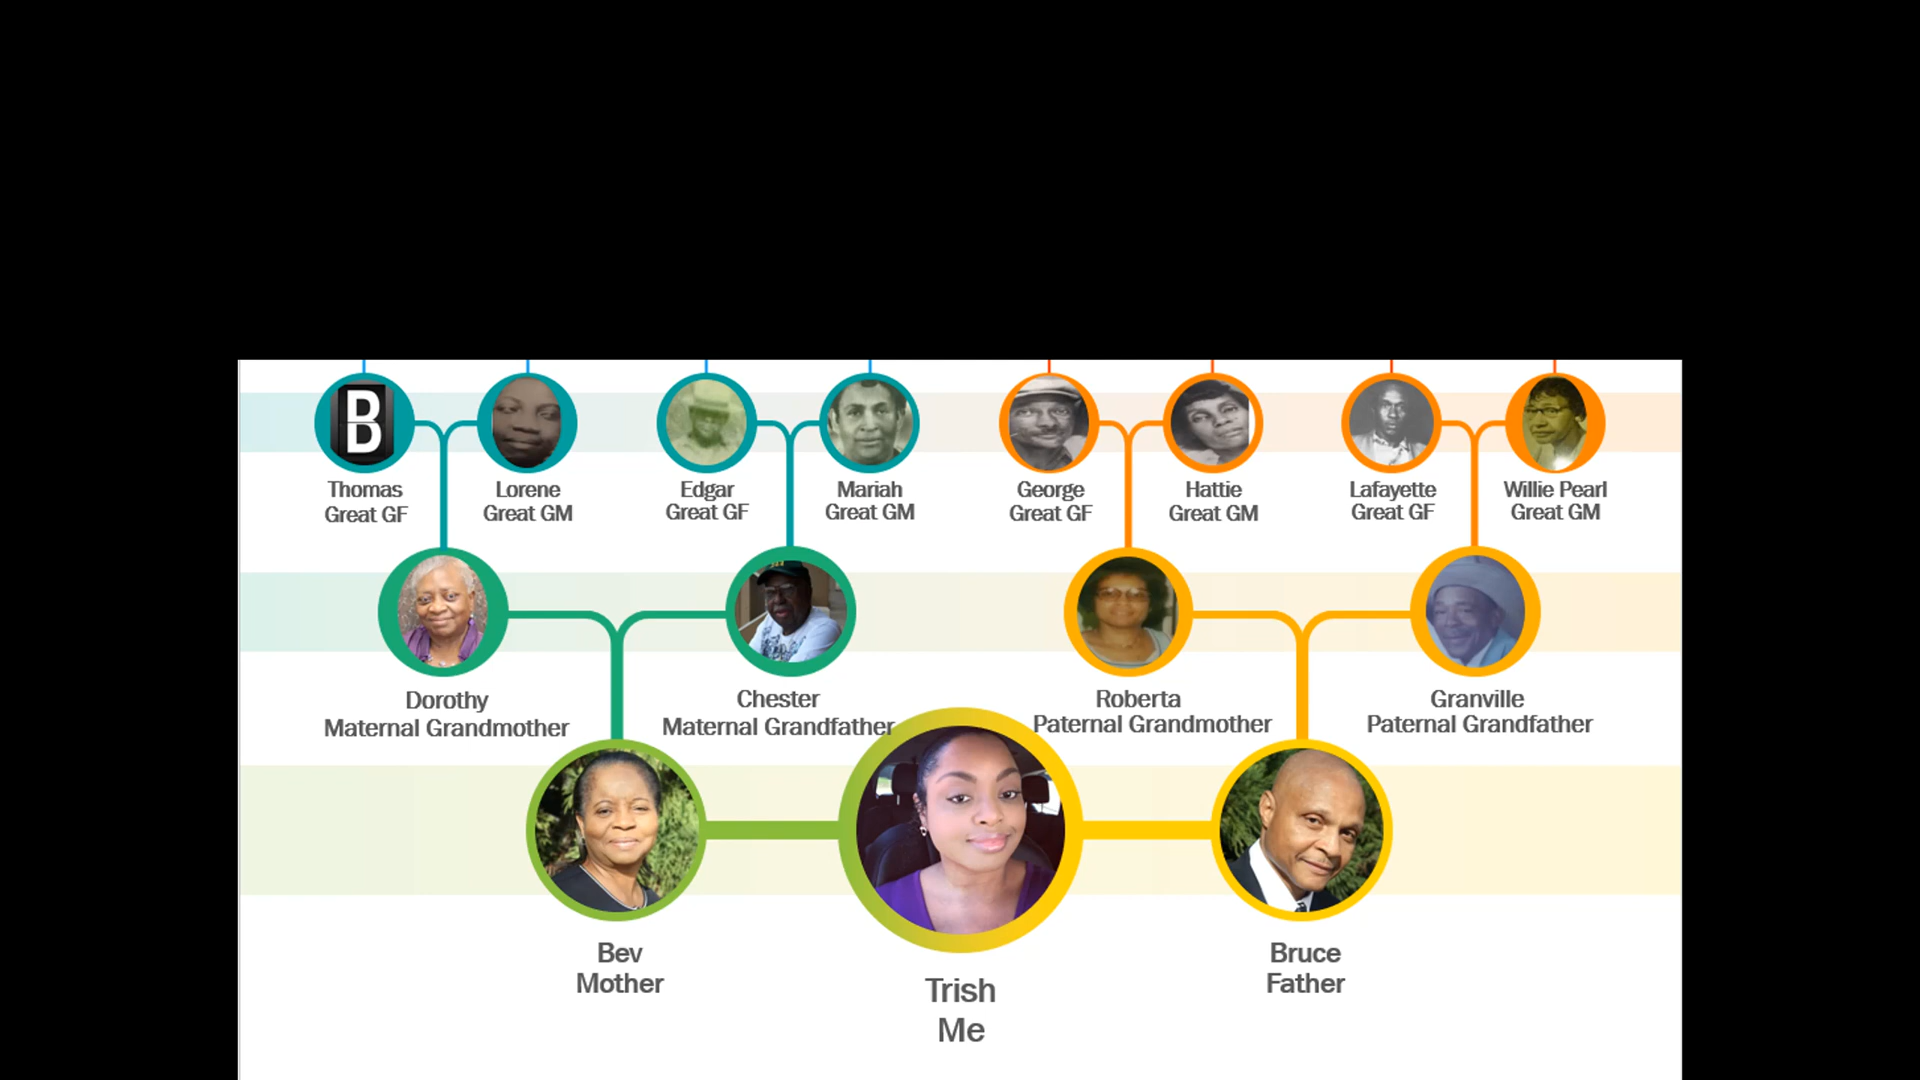 B
Thomas
Great GF
Lorene
Great GM
Edgar
Great GF
Mariah
Great GM
George
Great GF
Hattie
Great GM
Lafayette
Great GF
Willie Pearl
Great GM
Dorothy
Maternal Grandmother
Chester
Maternal Grandfather
Roberta
Paternal Grandmother
Granville
Paternal Grandfather
Bev
Mother
Trish
Me
Bruce
Father